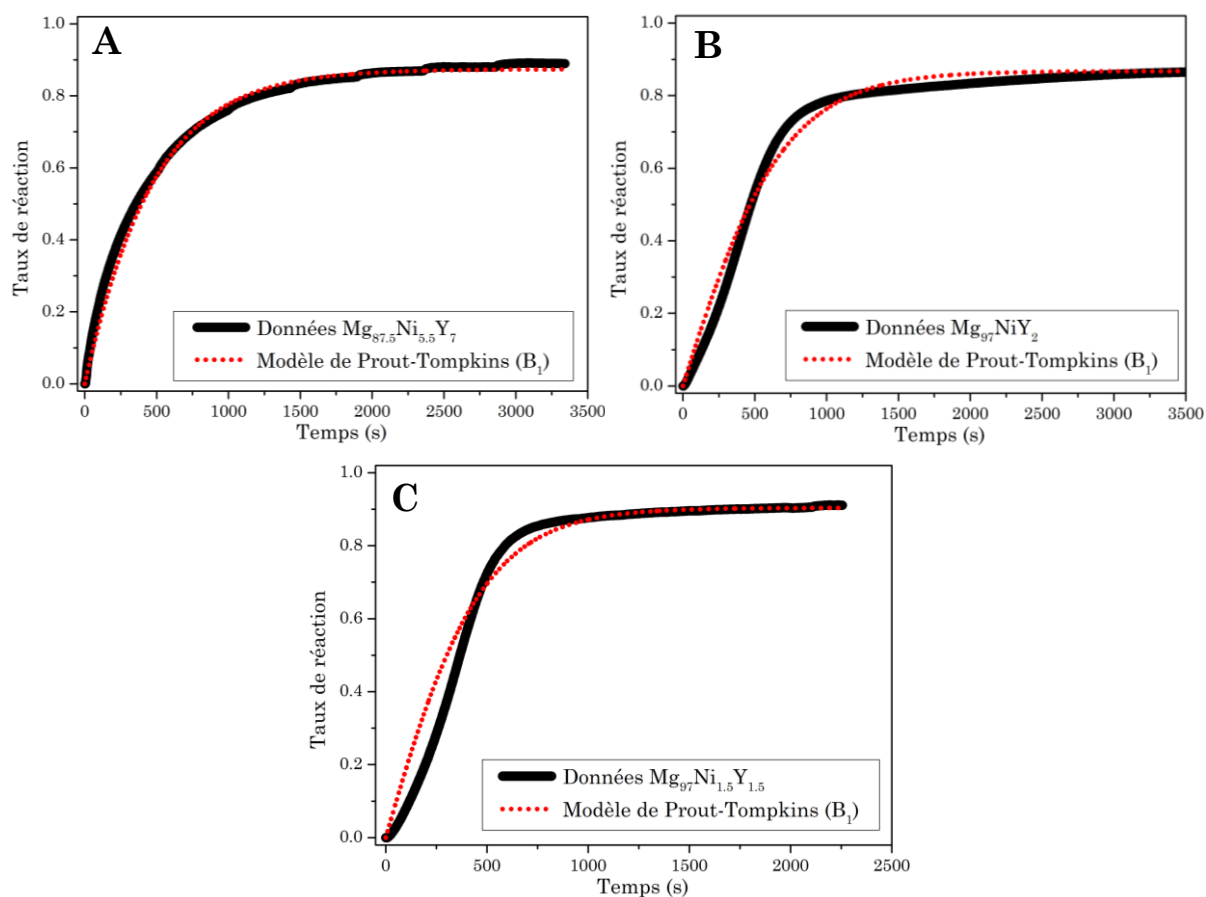 A
Taux de réaction
1.0
0.8
0.6
0.4
0.2
0.0
Données Mg₈₇.₅Ni₅.₅Y₇
Modèle de Prout-Tompkins (B₁)
0 500 1000 1500 2000 2500 3000 3500
Temps (s)
B
Taux de réaction
1.0
0.8
0.6
0.4
0.2
0.0
Données Mg₉₇NiY₂
Modèle de Prout-Tompkins (B₁)
0 500 1000 1500 2000 2500 3000 3500
Temps (s)
C
Taux de réaction
1.0
0.8
0.6
0.4
0.2
0.0
Données Mg₉₇Ni₁.₅Y₁.₅
Modèle de Prout-Tompkins (B₁)
0 500 1000 1500 2000 2500
Temps (s)